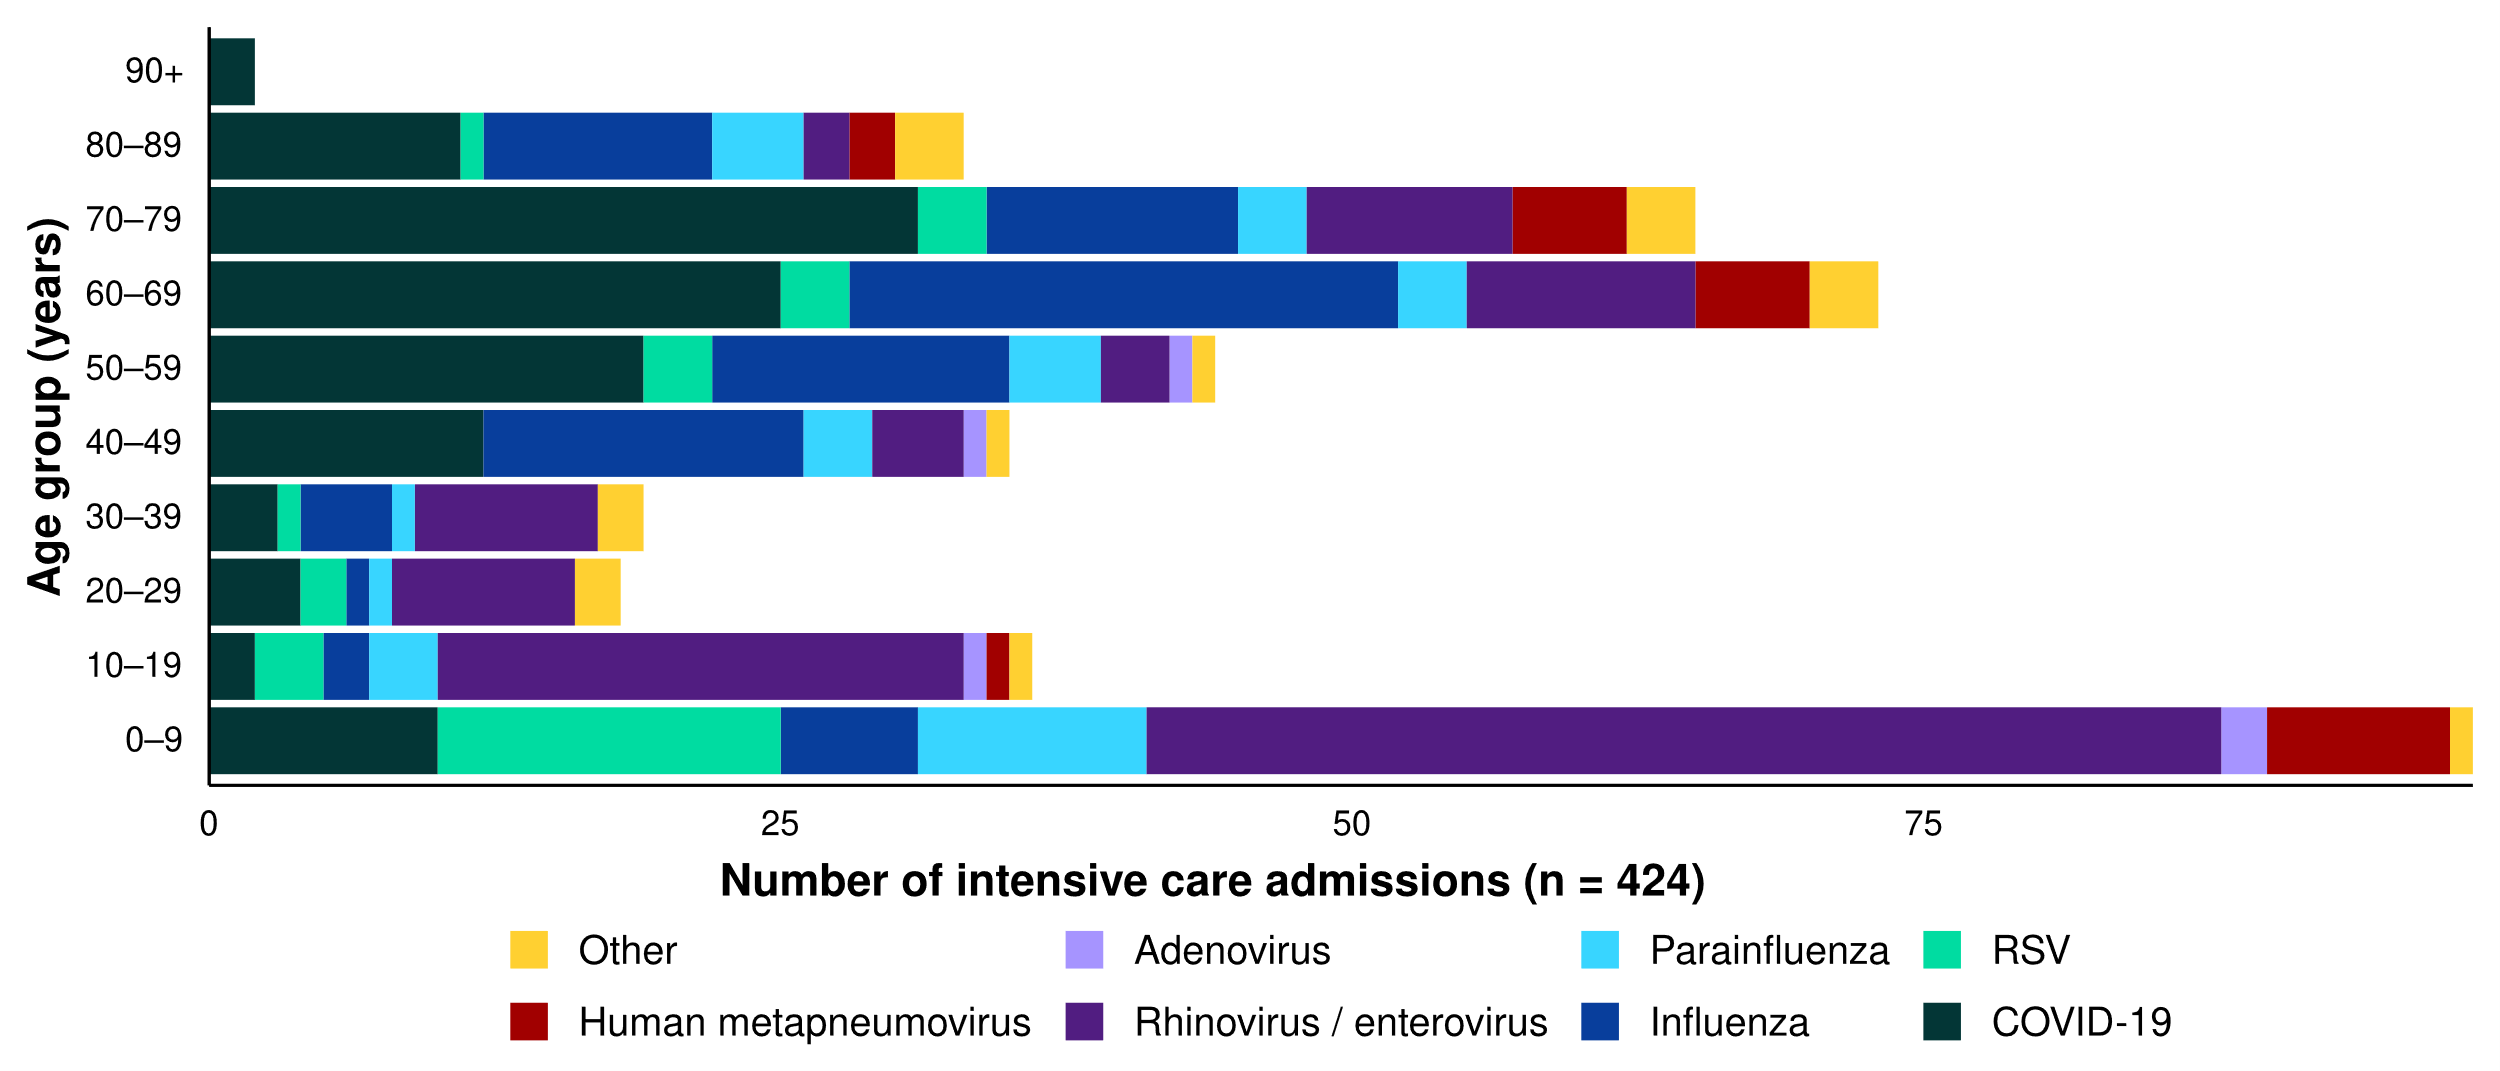 Age group (years)
90+
80–89
70–79
60–69
50–59
40–49
30–39
20–29
10–19
0–9
0 25 50 75
Number of intensive care admissions (n = 424)
Other Adenovirus Parainfluenza RSV
Human metapneumovirus Rhinovirus / enterovirus Influenza COVID-19